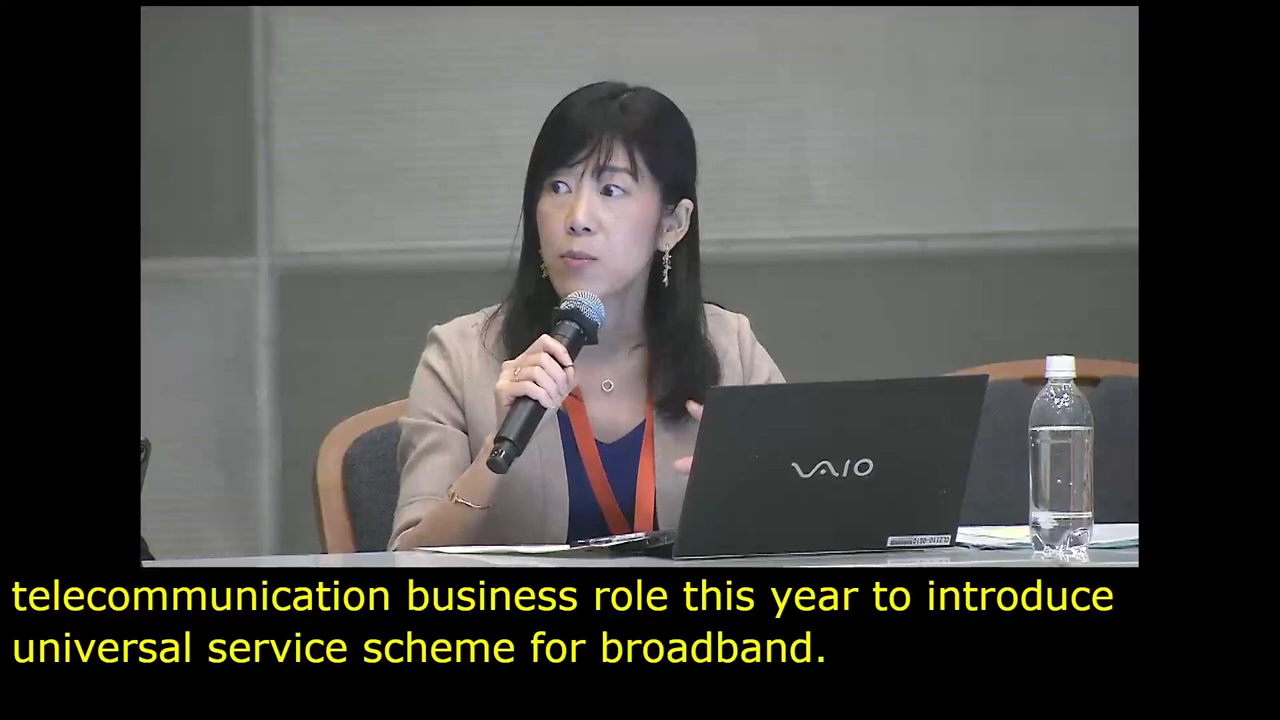 VAIO
telecommunication business role this year to introduce
universal service scheme for broadband.